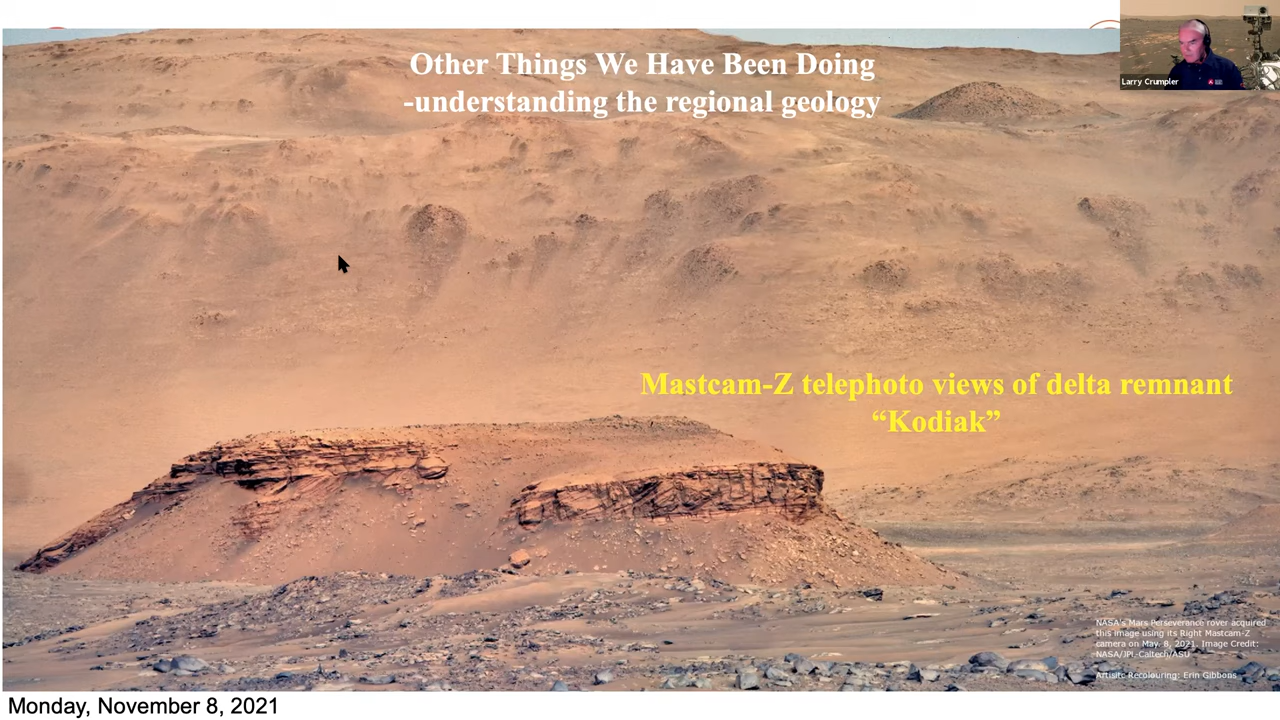 Other Things We Have Been Doing
-understanding the regional geology
Larry Crumpler
Mastcam-Z telephoto views of delta remnant
“Kodiak”
NASA's Mars Perseverance rover acquired
this image using its Right Mastcam-Z
camera on May. 8, 2021. Image Credit:
NASA/JPL-Caltech/ASU
Artisitc Recolouring: Erin Gibbons
Monday, November 8, 2021